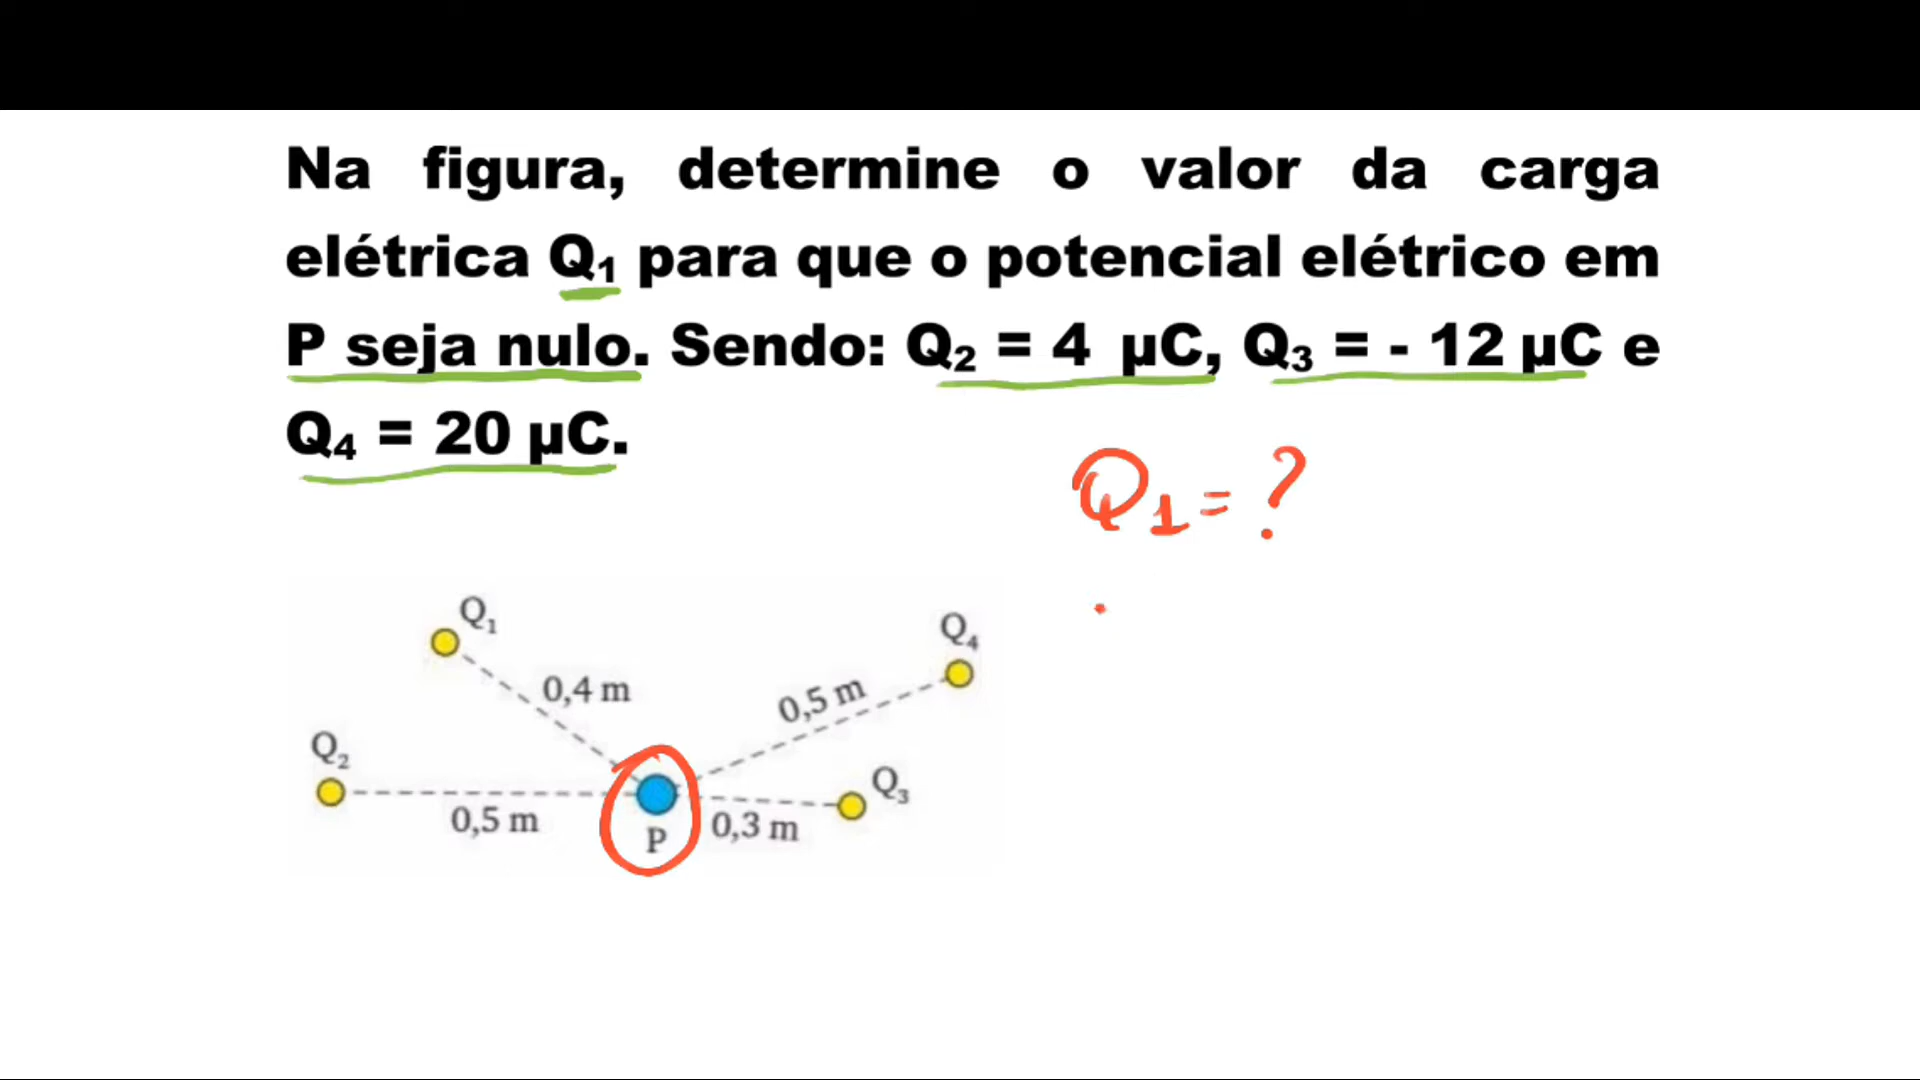 Na figura, determine o valor da carga
elétrica Q₁ para que o potencial elétrico em
P seja nulo. Sendo: Q₂ = 4 µC, Q₃ = - 12 µC e
Q₄ = 20 µC.
Q₁ = ?
Q₁
Q₄
0,4 m
0,5 m
Q₂
Q₃
0,5 m
P
0,3 m